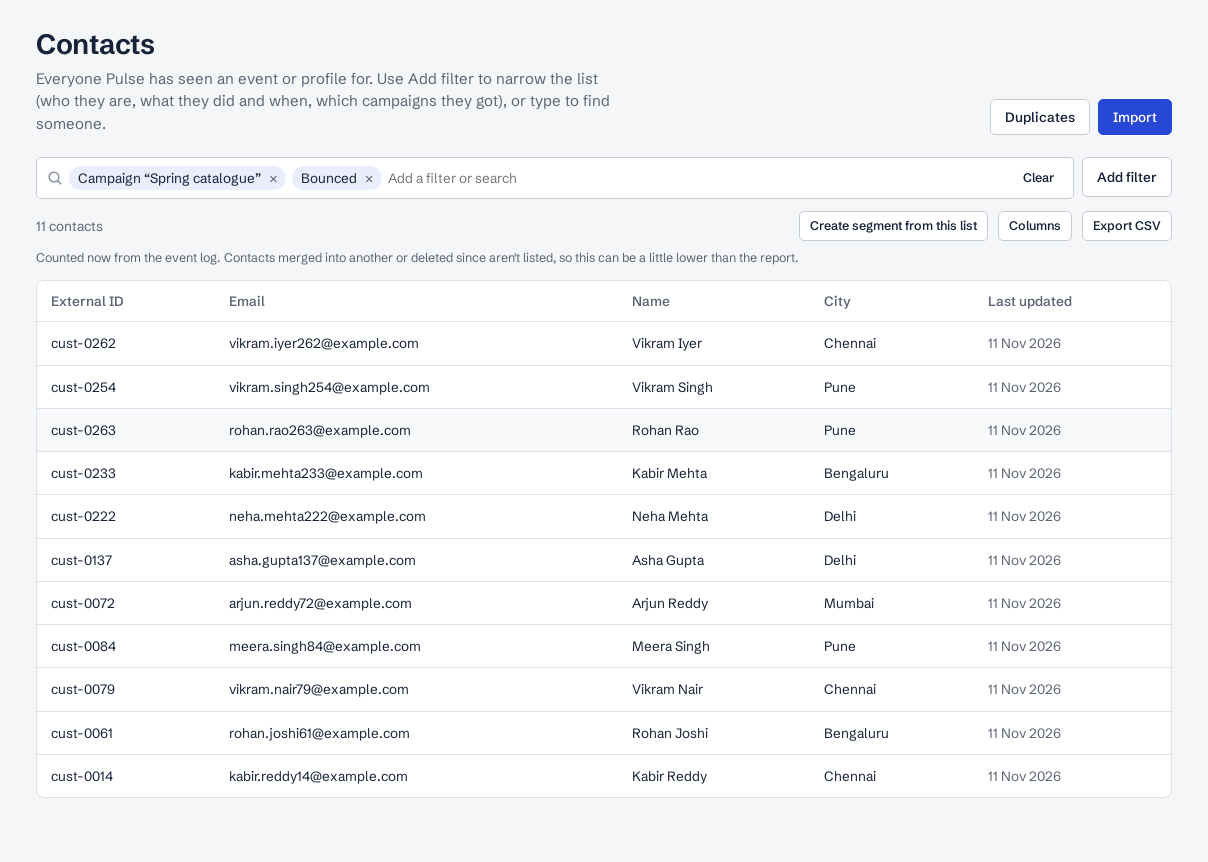 Contacts
Everyone Pulse has seen an event or profile for. Use Add filter to narrow the list
(who they are, what they did and when, which campaigns they got), or type to find
someone.
Duplicates
Import
Campaign “Spring catalogue” ×
Bounced ×
Add a filter or search
Clear
Add filter
11 contacts
Create segment from this list
Columns
Export CSV
Counted now from the event log. Contacts merged into another or deleted since aren't listed, so this can be a little lower than the report.
External ID Email Name City Last updated
cust-0262 vikram.iyer262@example.com Vikram Iyer Chennai 11 Nov 2026
cust-0254 vikram.singh254@example.com Vikram Singh Pune 11 Nov 2026
cust-0263 rohan.rao263@example.com Rohan Rao Pune 11 Nov 2026
cust-0233 kabir.mehta233@example.com Kabir Mehta Bengaluru 11 Nov 2026
cust-0222 neha.mehta222@example.com Neha Mehta Delhi 11 Nov 2026
cust-0137 asha.gupta137@example.com Asha Gupta Delhi 11 Nov 2026
cust-0072 arjun.reddy72@example.com Arjun Reddy Mumbai 11 Nov 2026
cust-0084 meera.singh84@example.com Meera Singh Pune 11 Nov 2026
cust-0079 vikram.nair79@example.com Vikram Nair Chennai 11 Nov 2026
cust-0061 rohan.joshi61@example.com Rohan Joshi Bengaluru 11 Nov 2026
cust-0014 kabir.reddy14@example.com Kabir Reddy Chennai 11 Nov 2026